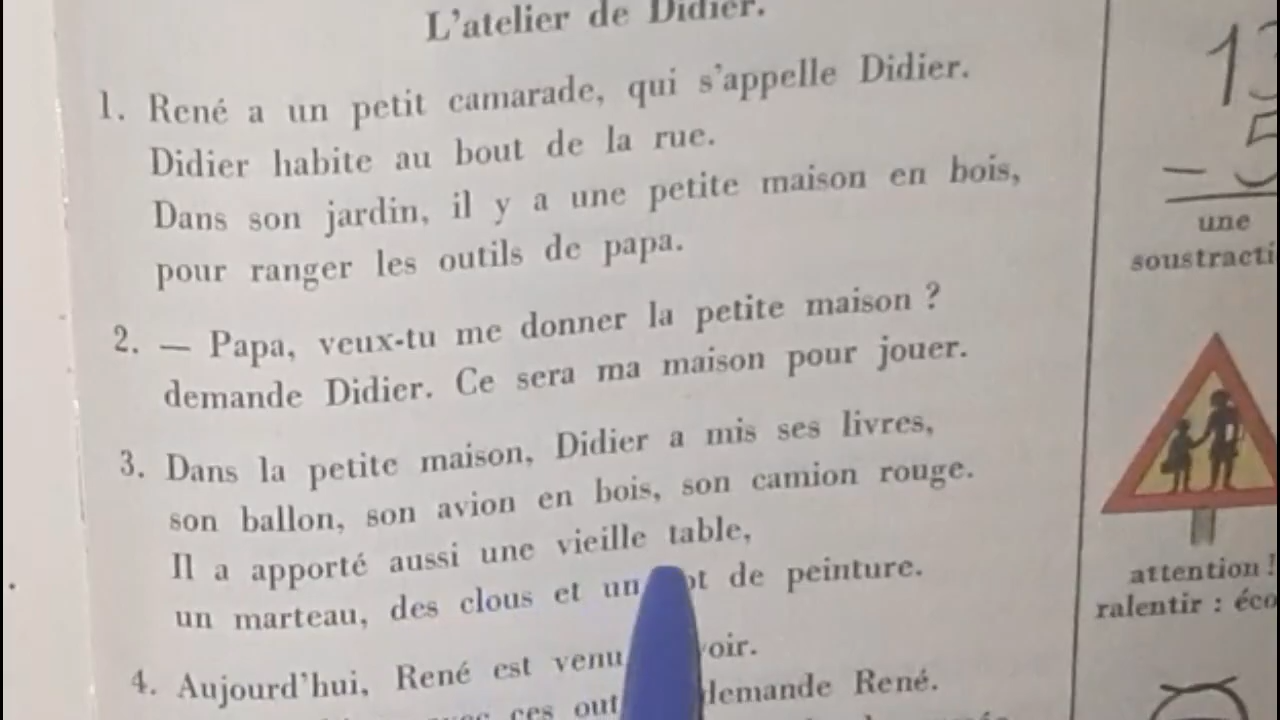 L'atelier de Didier.
1. René a un petit camarade, qui s'appelle Didier.
Didier habite au bout de la rue.
Dans son jardin, il y a une petite maison en bois,
pour ranger les outils de papa.
2. — Papa, veux-tu me donner la petite maison ?
demande Didier. Ce sera ma maison pour jouer.
3. Dans la petite maison, Didier a mis ses livres,
son ballon, son avion en bois, son camion rouge.
Il a apporté aussi une vieille table,
un marteau, des clous et un de peinture.
4. Aujourd'hui, René est venu
ces demande René.
une
attention !
ralentir :